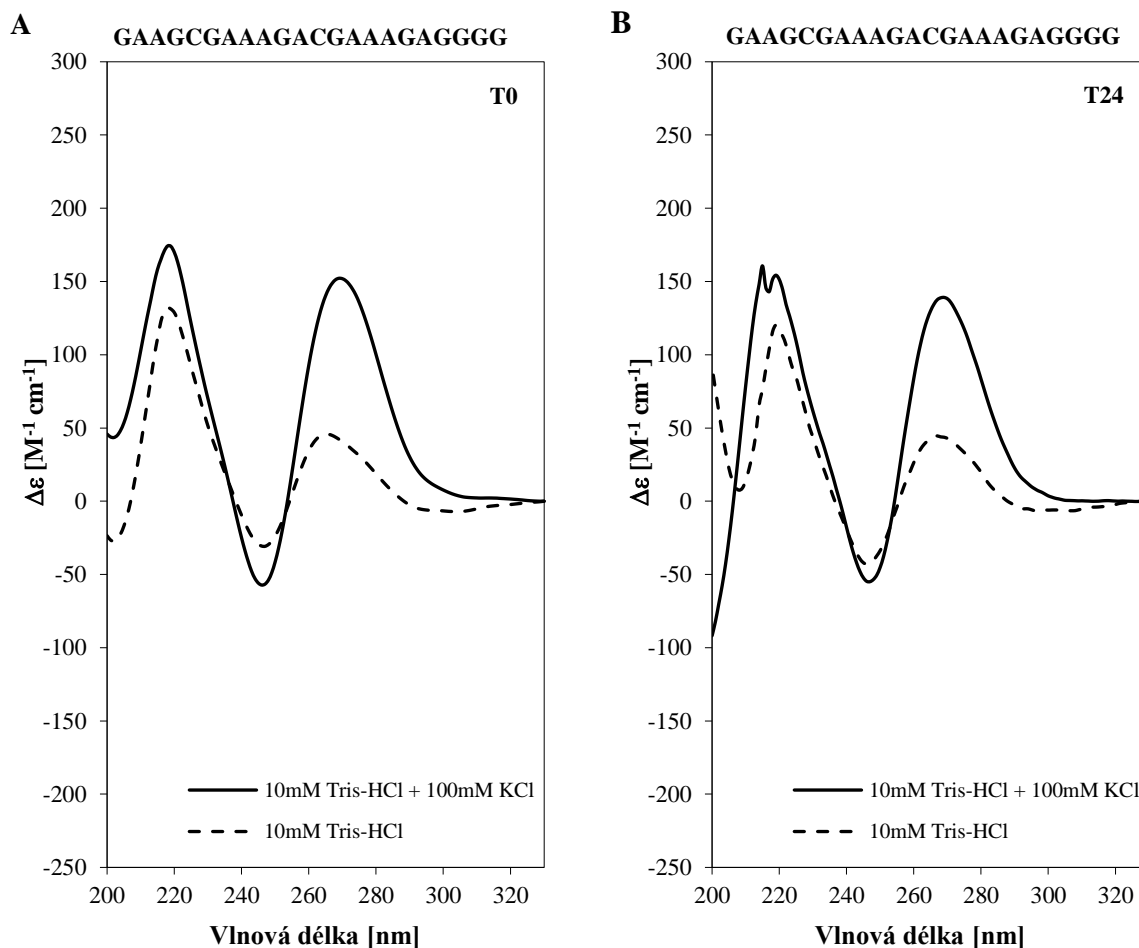 A
GAAGCGAAAGACGAAAGAGGGG
T0
300
250
200
150
100
50
0
-50
-100
-150
-200
-250
Δε [M⁻¹ cm⁻¹]
10mM Tris-HCl + 100mM KCl
10mM Tris-HCl
200 220 240 260 280 300 320
Vlnová délka [nm]
B
GAAGCGAAAGACGAAAGAGGGG
T24
300
250
200
150
100
50
0
-50
-100
-150
-200
-250
Δε [M⁻¹ cm⁻¹]
10mM Tris-HCl + 100mM KCl
10mM Tris-HCl
200 220 240 260 280 300 320
Vlnová délka [nm]